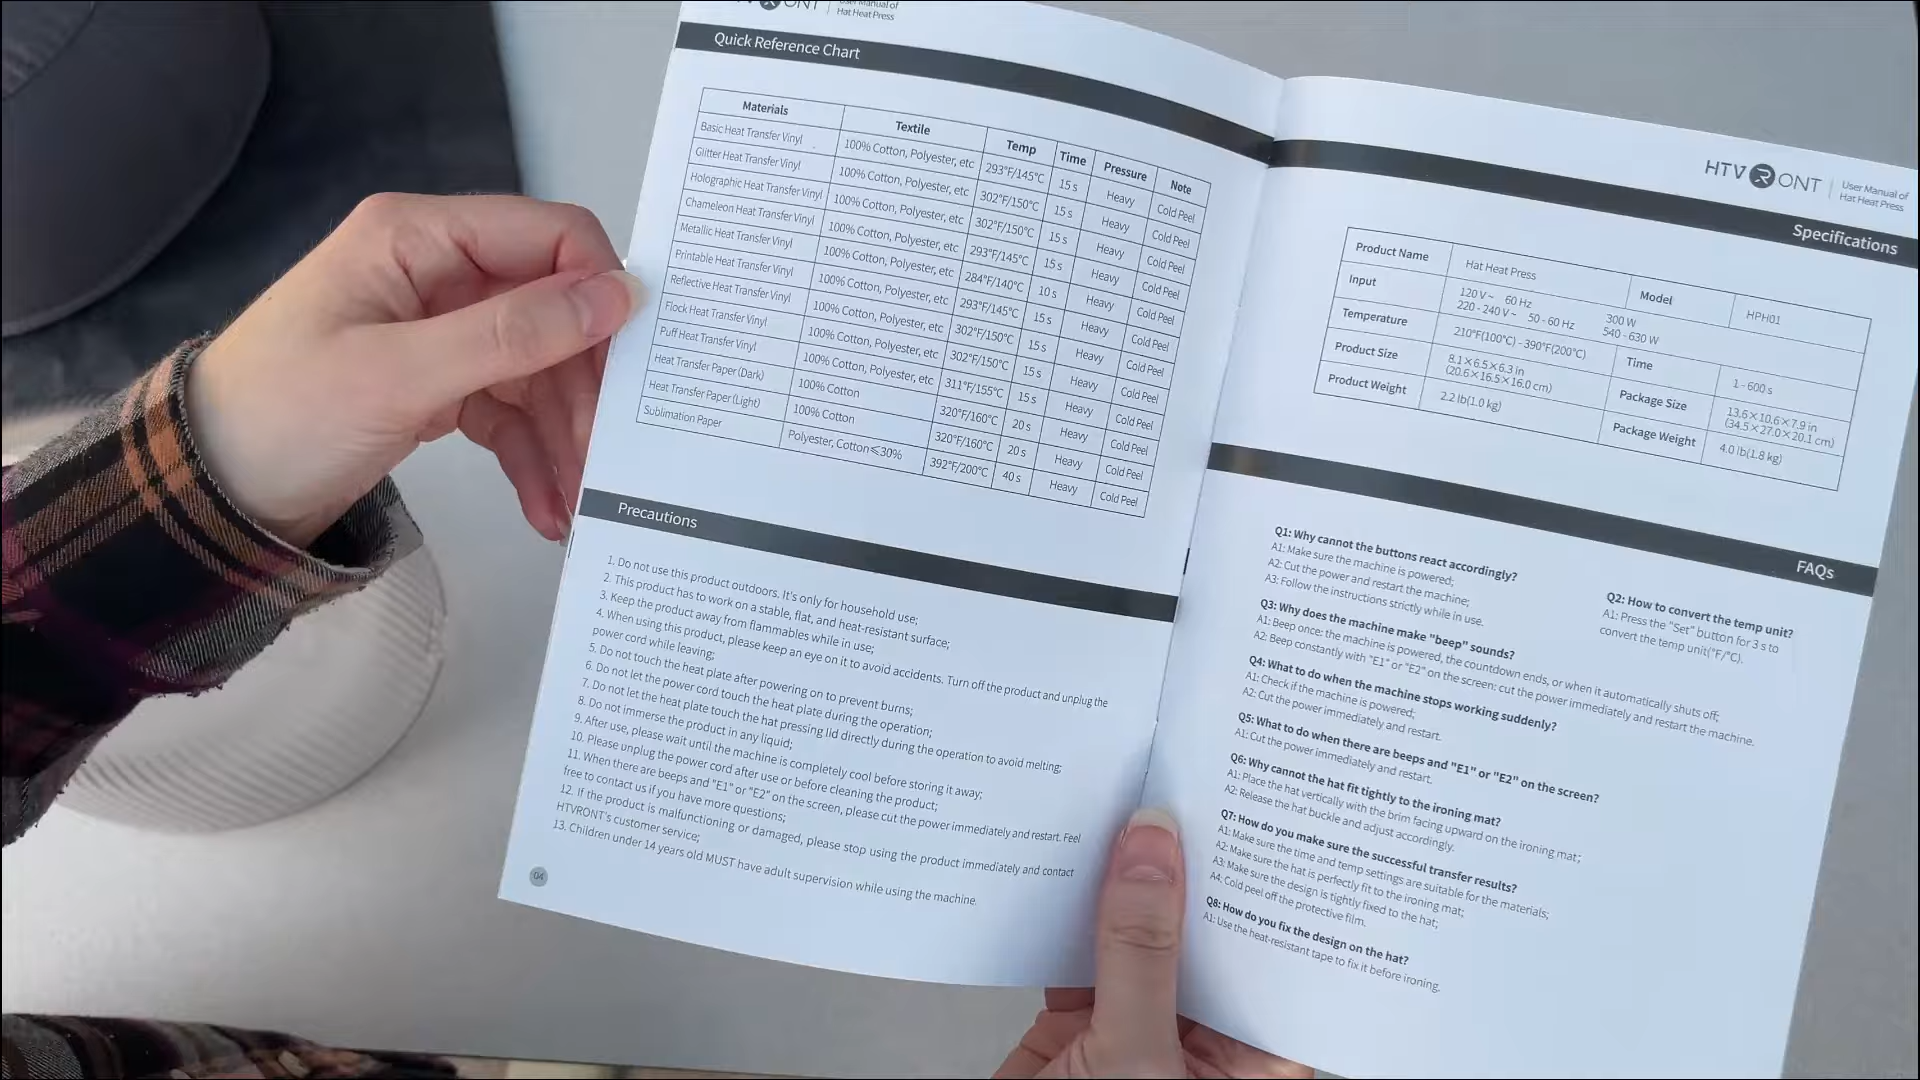 HTVRONT | User Manual of
Hat Heat Press
Quick Reference Chart
Materials Textile Temp Time Pressure Note
Basic Heat Transfer Vinyl 100% Cotton, Polyester, etc 293°F/145°C 15 s Heavy Cold Peel
Glitter Heat Transfer Vinyl 100% Cotton, Polyester, etc 302°F/150°C 15 s Heavy Cold Peel
Holographic Heat Transfer Vinyl 100% Cotton, Polyester, etc 302°F/150°C 15 s Heavy Cold Peel
Chameleon Heat Transfer Vinyl 100% Cotton, Polyester, etc 293°F/145°C 15 s Heavy Cold Peel
Metallic Heat Transfer Vinyl 100% Cotton, Polyester, etc 284°F/140°C 10 s Heavy Cold Peel
Printable Heat Transfer Vinyl 100% Cotton, Polyester, etc 293°F/145°C 15 s Heavy Cold Peel
Reflective Heat Transfer Vinyl 100% Cotton, Polyester, etc 302°F/150°C 15 s Heavy Cold Peel
Flock Heat Transfer Vinyl 100% Cotton, Polyester, etc 302°F/150°C 15 s Heavy Cold Peel
Puff Heat Transfer Vinyl 100% Cotton, Polyester, etc 311°F/155°C 15 s Heavy Cold Peel
Heat Transfer Paper (Dark) 100% Cotton 320°F/160°C 20 s Heavy Cold Peel
Heat Transfer Paper (Light) 100% Cotton 320°F/160°C 20 s Heavy Cold Peel
Sublimation Paper Polyester, Cotton⩽30% 392°F/200°C 40 s Heavy Cold Peel
Precautions
1. Do not use this product outdoors. It's only for household use;
2. This product has to work on a stable, flat, and heat-resistant surface;
3. Keep the product away from flammables while in use;
4. When using this product, please keep an eye on it to avoid accidents. Turn off the product and unplug the
power cord while leaving;
5. Do not touch the heat plate after powering on to prevent burns;
6. Do not let the power cord touch the heat plate during the operation;
7. Do not let the heat plate touch the hat pressing lid directly during the operation to avoid melting;
8. Do not immerse the product in any liquid;
9. After use, please wait until the machine is completely cool before storing it away;
10. Please unplug the power cord after use or before cleaning the product;
11. When there are beeps and "E1" or "E2" on the screen, please cut the power immediately and restart. Feel
free to contact us if you have more questions;
12. If the product is malfunctioning or damaged, please stop using the product immediately and contact
HTVRONT's customer service;
13. Children under 14 years old MUST have adult supervision while using the machine.
04
HTVRONT | User Manual of
Hat Heat Press
Specifications
Product Name Hat Heat Press Model HPH01
Input 120 V~ 60 Hz 300 W
220 - 240 V~ 50 - 60 Hz 540 - 630 W
Temperature 210°F(100°C) - 390°F(200°C) Time 1 - 600 s
Product Size 8.1×6.5×6.3 in
(20.6×16.5×16.0 cm)
Package Size 13.6×10.6×7.9 in
(34.5×27.0×20.1 cm)
Product Weight 2.2 lb(1.0 kg) Package Weight 4.0 lb(1.8 kg)
FAQs
Q1: Why cannot the buttons react accordingly?
A1: Make sure the machine is powered;
A2: Cut the power and restart the machine;
A3: Follow the instructions strictly while in use.
Q2: How to convert the temp unit?
A1: Press the "Set" button for 3 s to
convert the temp unit(°F/°C).
Q3: Why does the machine make "beep" sounds?
A1: Beep once: the machine is powered, the countdown ends, or when it automatically shuts off;
A2: Beep constantly with "E1" or "E2" on the screen: cut the power immediately and restart the machine.
Q4: What to do when the machine stops working suddenly?
A1: Check if the machine is powered;
A2: Cut the power immediately and restart.
Q5: What to do when there are beeps and "E1" or "E2" on the screen?
A1: Cut the power immediately and restart.
Q6: Why cannot the hat fit tightly to the ironing mat?
A1: Place the hat vertically with the brim facing upward on the ironing mat;
A2: Release the hat buckle and adjust accordingly.
Q7: How do you make sure the successful transfer results?
A1: Make sure the time and temp settings are suitable for the materials;
A2: Make sure the hat is perfectly fit to the ironing mat;
A3: Make sure the design is tightly fixed to the hat;
A4: Cold peel off the protective film.
Q8: How do you fix the design on the hat?
A1: Use the heat-resistant tape to fix it before ironing.